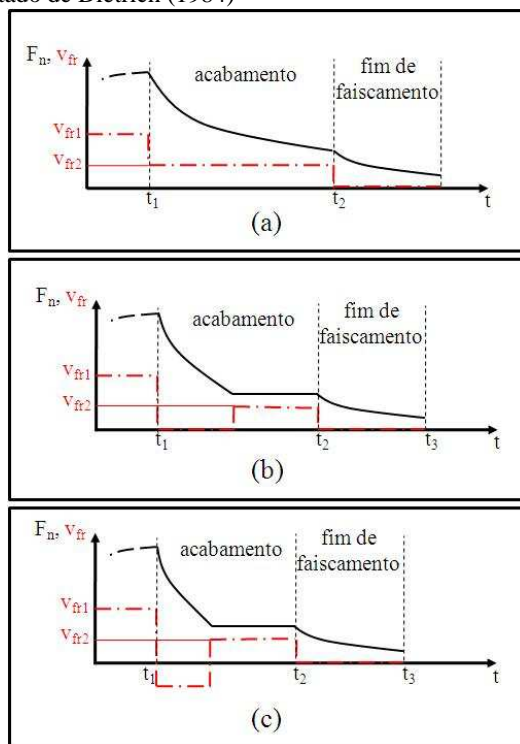 tado de Dietrich (1984)
Fn, vfr
acabamento
fim de
faiscamento
vfr1
vfr2
t1
t2
t
(a)
Fn, vfr
acabamento
fim de
faiscamento
vfr1
vfr2
t1
t2
t3
t
(b)
Fn, vfr
acabamento
fim de
faiscamento
vfr1
vfr2
t1
t2
t3
t
(c)